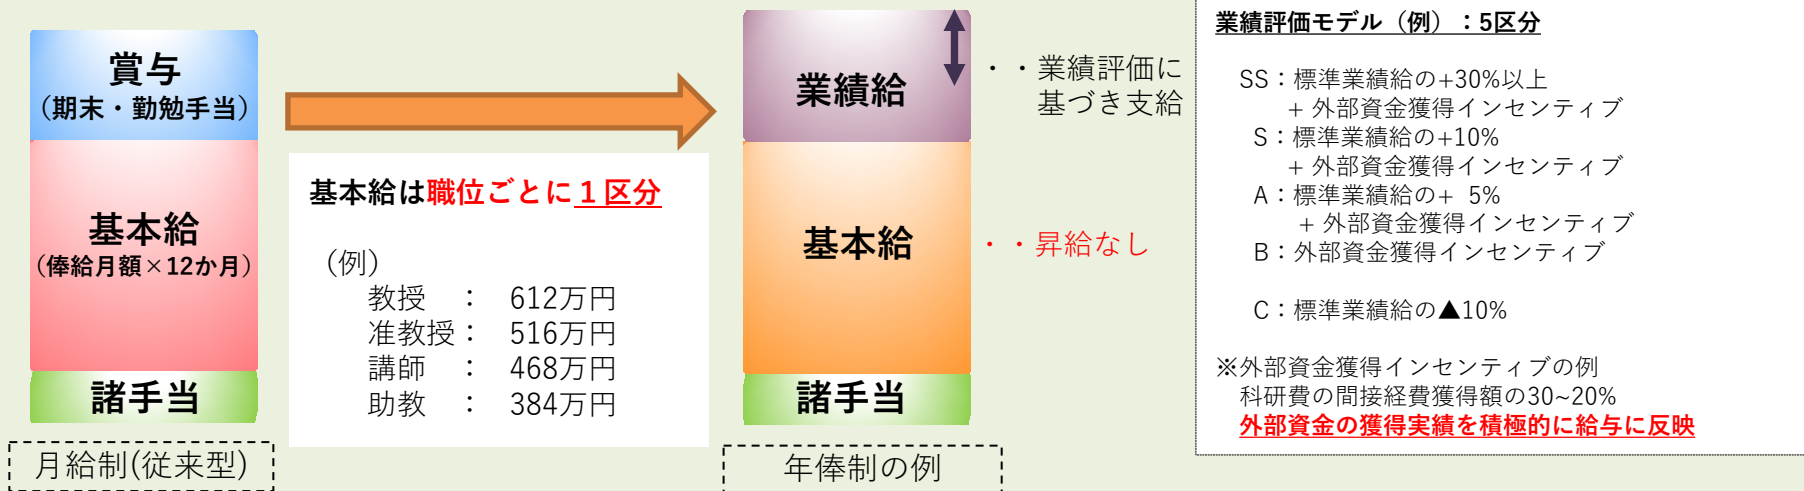 賞与
(期末・勤勉手当)
基本給
(俸給月額×12か月)
諸手当
月給制(従来型)
基本給は職位ごとに１区分
(例)
教授 ： 612万円
准教授： 516万円
講師 ： 468万円
助教 ： 384万円
業績給
・・業績評価に
基づき支給
基本給
・・昇給なし
諸手当
年俸制の例
業績評価モデル（例）：5区分
SS：標準業績給の+30%以上
+ 外部資金獲得インセンティブ
S：標準業績給の+10%
+ 外部資金獲得インセンティブ
A：標準業績給の+ 5%
+ 外部資金獲得インセンティブ
B：外部資金獲得インセンティブ
C：標準業績給の▲10%
※外部資金獲得インセンティブの例
科研費の間接経費獲得額の30~20%
外部資金の獲得実績を積極的に給与に反映